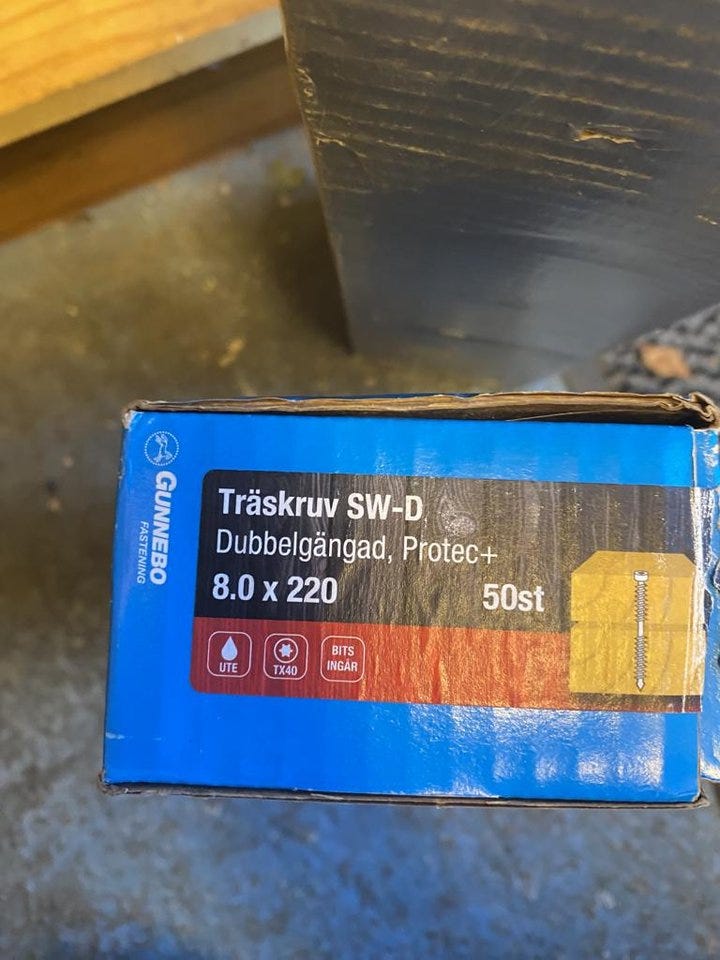 GUNNEBO
FASTENING
Träskruv SW-D
Dubbelgängad, Protec+
8.0 x 220 50st
UTE
TX40
BITS
INGÅR